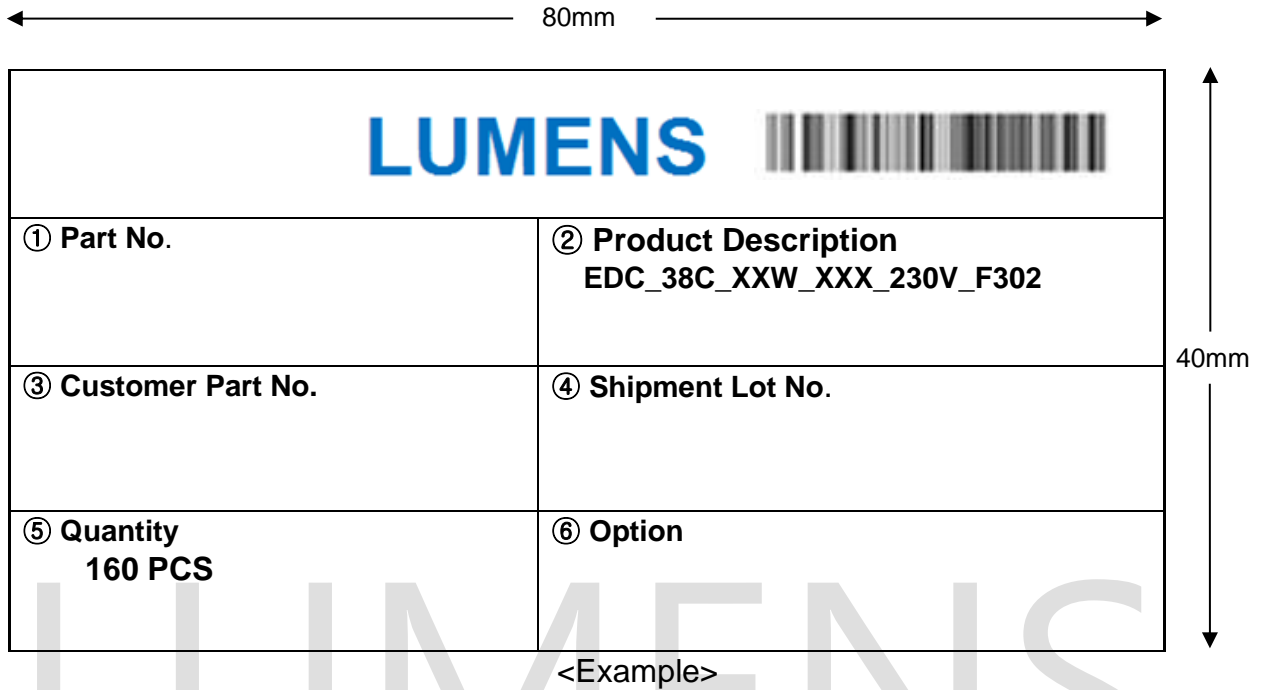 80mm
LUMENS
① Part No.
② Product Description
EDC_38C_XXW_XXX_230V_F302
40mm
③ Customer Part No.
④ Shipment Lot No.
⑤ Quantity
160 PCS
⑥ Option
LUMENS
<Example>